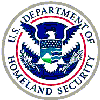 U.S. DEPARTMENT OF
HOMELAND SECURITY